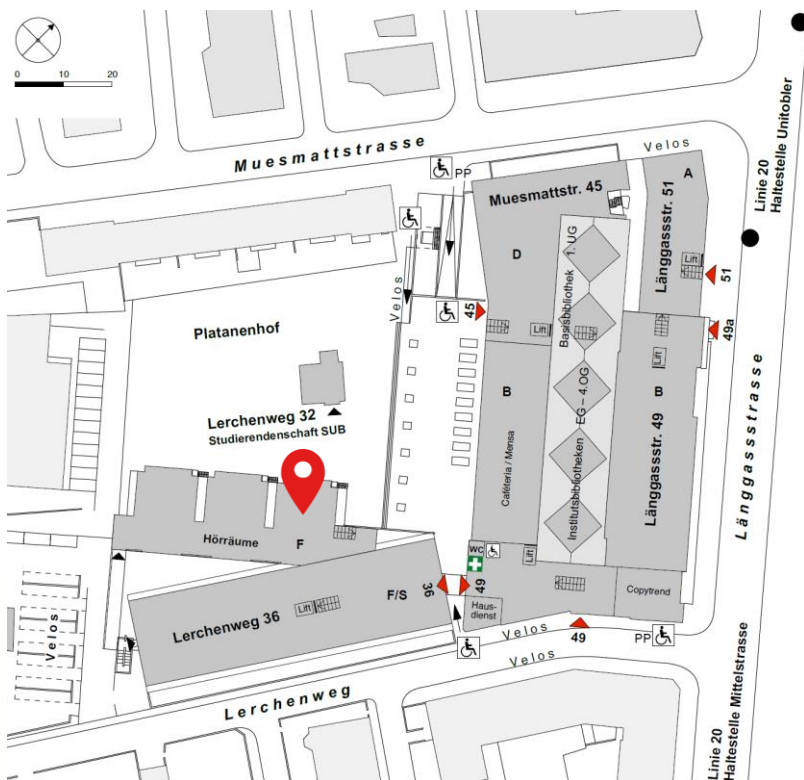 0 10 20
Muesmattstrasse
Velos
PP
Muesmattstr. 45
A
Länggassstr. 51
Linie 20
Haltestelle Unitobler
D
Basisbibliothek 1. UG
Lift
51
Velos
45
Lift
49a
Lift
Platanenhof
B
Cafèteria / Mensa
Institutsbibliotheken EG – 4.OG
B
Länggassstr. 49
Länggassstrasse
Lerchenweg 32
Studierendenschaft SUB
Hörräume
F
WC
Lift
F/S
36
49
Copytrend
Lerchenweg 36
Lift
Haus-
dienst
Velos
Velos
49
PP
Velos
Lerchenweg
Linie 20
Haltestelle Mittelstrasse